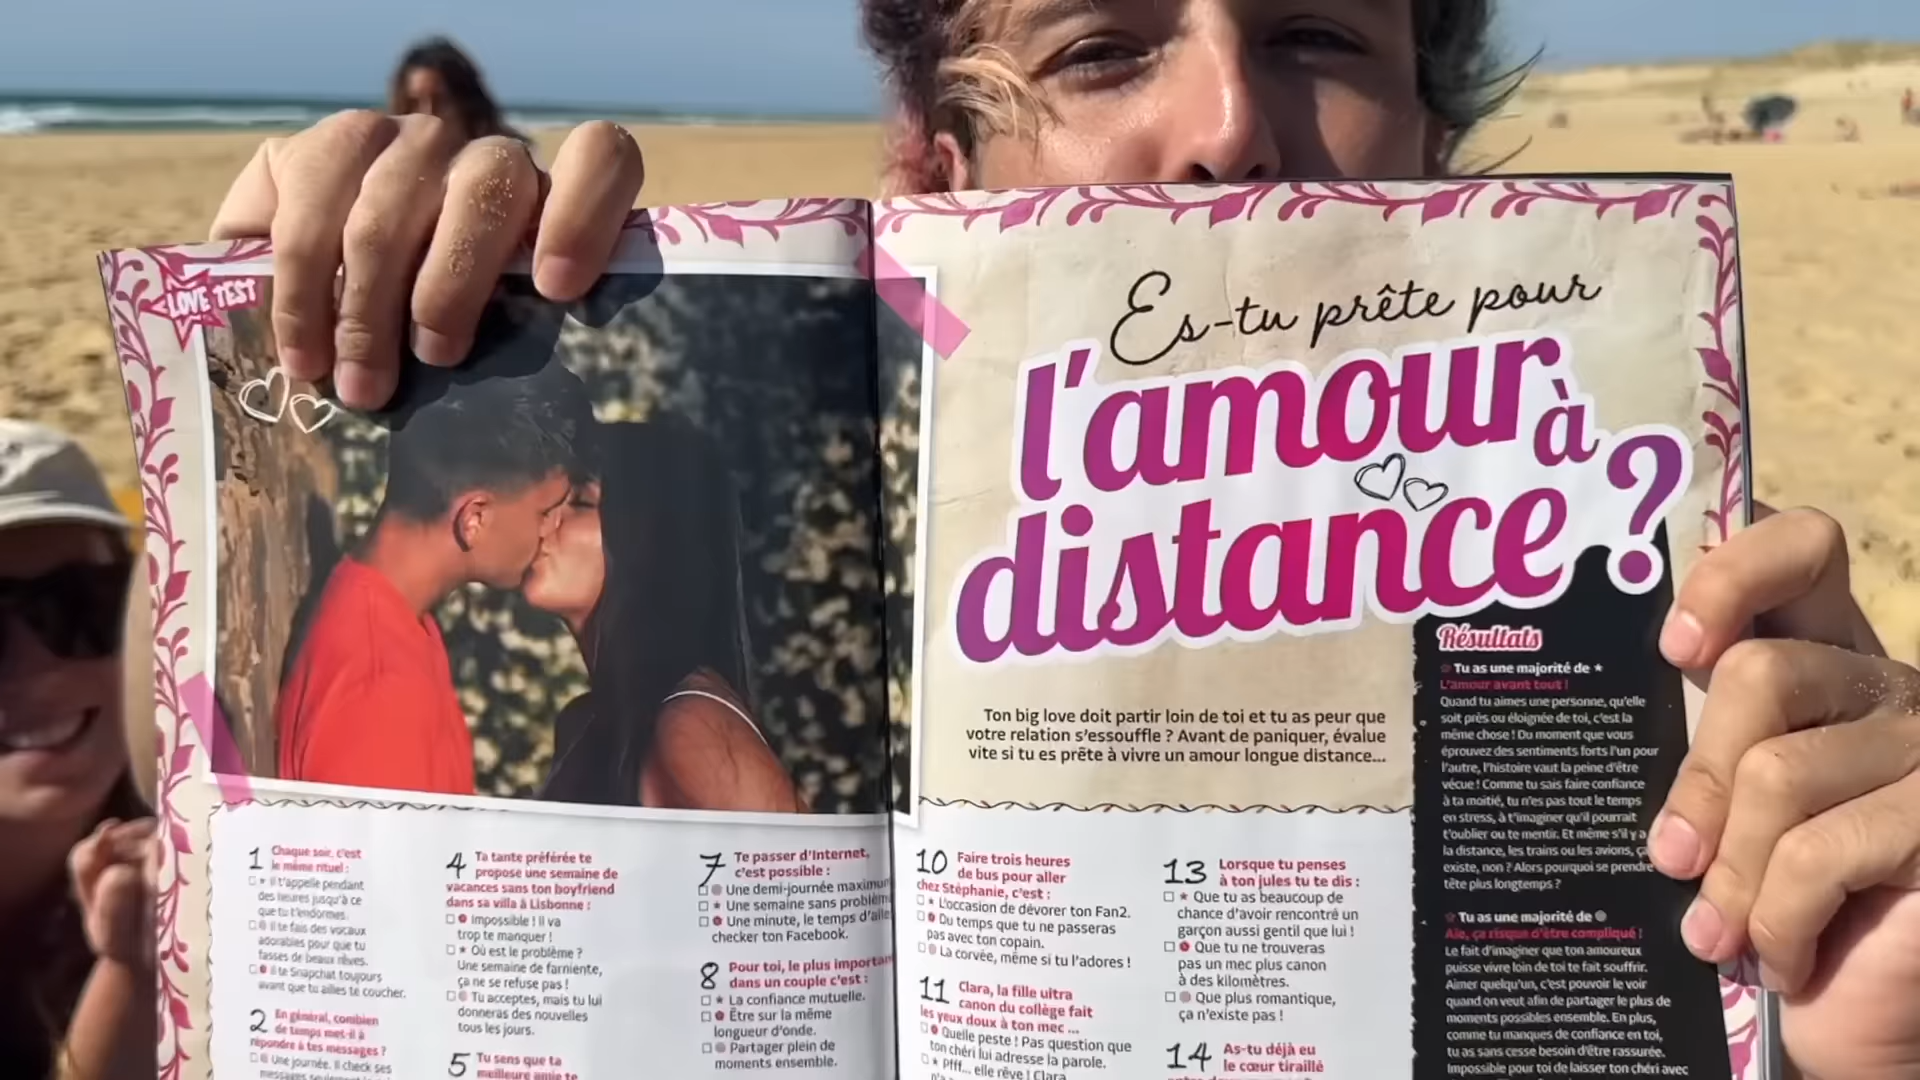 LOVE TEST
Es-tu prête pour
l'amour à
distance ?
Ton big love doit partir loin de toi et tu as peur que
votre relation s'essouffle ? Avant de paniquer, évalue
vite si tu es prête à vivre un amour longue distance...
1 Chaque soir, c'est
le même rituel :
★ Il t'appelle pendant
des heures jusqu'à ce
que tu t'endormes.
Il te fais des vocaux
adorables pour que tu
fasses de beaux rêves.
Il te Snapchat toujours
avant que tu ailles te coucher.
2 En général, combien
de temps met-il à
répondre à tes messages ?
Une journée. Il check ses
4 Ta tante préférée te
propose une semaine de
vacances sans ton boyfriend
dans sa villa à Lisbonne :
Impossible ! Il va
trop te manquer !
★ Où est le problème ?
Une semaine de farniente,
ça ne se refuse pas !
Tu acceptes, mais tu lui
donneras des nouvelles
tous les jours.
5 Tu sens que ta
meilleure amie te
7 Te passer d'Internet,
c'est possible :
Une demi-journée maximum
★ Une semaine sans problème
Une minute, le temps d'aller
checker ton Facebook.
8 Pour toi, le plus important
dans un couple c'est :
★ La confiance mutuelle.
Être sur la même
longueur d'onde.
Partager plein de
moments ensemble.
10 Faire trois heures
de bus pour aller
chez Stéphanie, c'est :
★ L'occasion de dévorer ton Fan2.
Du temps que tu ne passeras
pas avec ton copain.
La corvée, même si tu l'adores !
11 Clara, la fille ultra
canon du collège fait
les yeux doux à ton mec ...
Quelle peste ! Pas question que
ton chéri lui adresse la parole.
★ Pfff... elle rêve ! Clara
13 Lorsque tu penses
à ton jules tu te dis :
★ Que tu as beaucoup de
chance d'avoir rencontré un
garçon aussi gentil que lui !
Que tu ne trouveras
pas un mec plus canon
à des kilomètres.
Que plus romantique,
ça n'existe pas !
14 As-tu déjà eu
le cœur tiraillé
Résultats
Tu as une majorité de ★
L'amour avant tout !
Quand tu aimes une personne, qu'elle
soit près ou éloignée de toi, c'est la
même chose ! Du moment que vous
éprouvez des sentiments forts l'un pour
l'autre, l'histoire vaut la peine d'être
vécue ! Comme tu sais faire confiance
à ta moitié, tu n'es pas tout le temps
en stress, à t'imaginer qu'il pourrait
t'oublier ou te mentir. Et même s'il y a
la distance, les trains ou les avions, ça
existe, non ? Alors pourquoi se prendre
tête plus longtemps ?
Tu as une majorité de
Aïe, ça risque d'être compliqué !
Le fait d'imaginer que ton amoureux
puisse vivre loin de toi te fait souffrir.
Aimer quelqu'un, c'est pouvoir le voir
quand on veut afin de partager le plus de
moments possibles ensemble. En plus,
comme tu manques de confiance en toi,
tu as sans cesse besoin d'être rassurée.
Impossible pour toi de laisser ton chéri avec